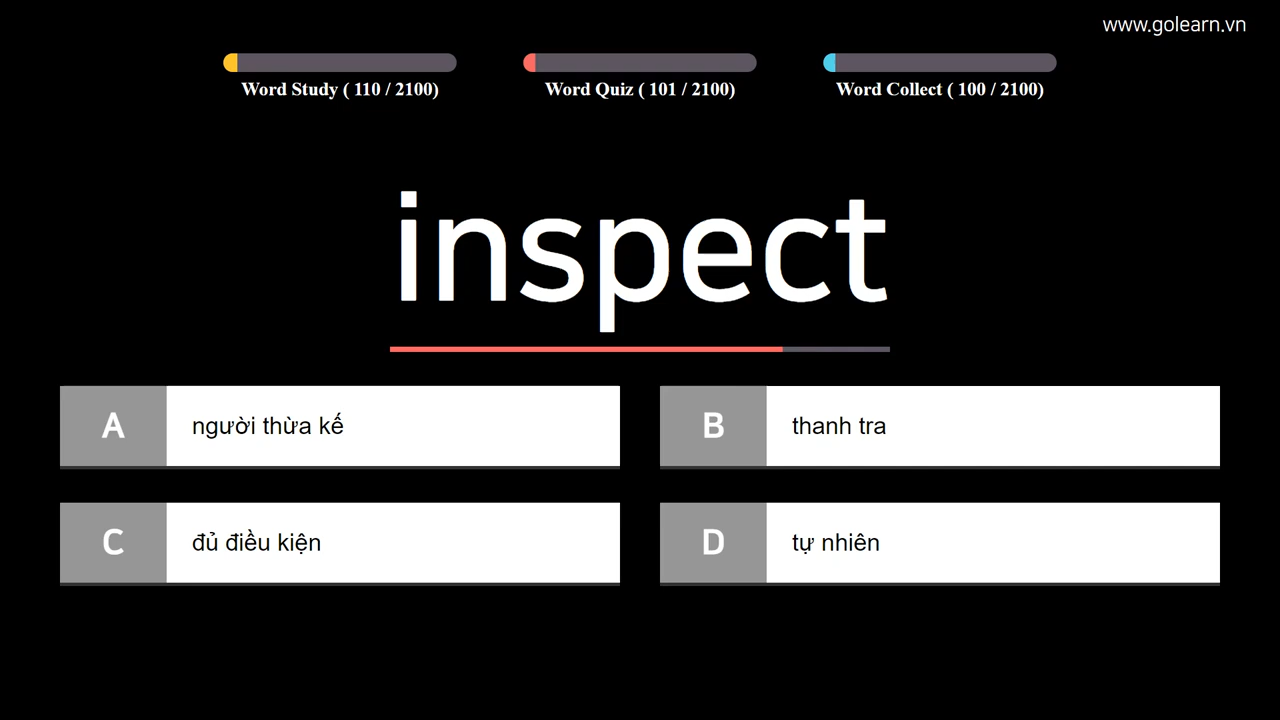 www.golearn.vn
Word Study ( 110 / 2100)
Word Quiz ( 101 / 2100)
Word Collect ( 100 / 2100)
inspect
A người thừa kế
B thanh tra
C đủ điều kiện
D tự nhiên